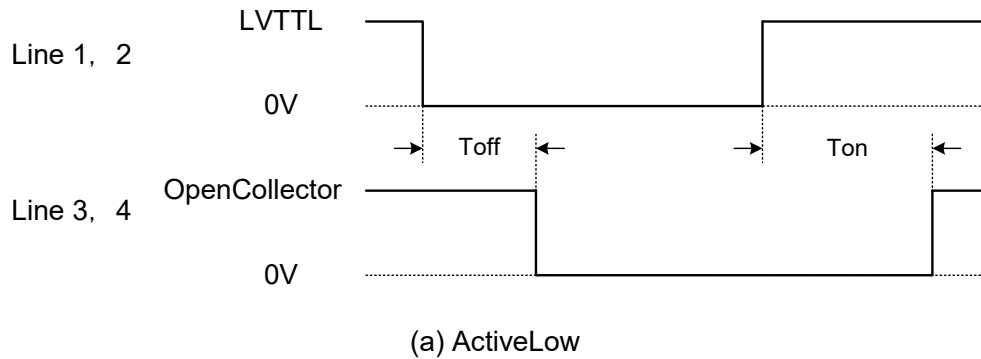 LVTTL
Line 1, 2
0V
Toff
Ton
OpenCollector
Line 3, 4
0V
(a) ActiveLow